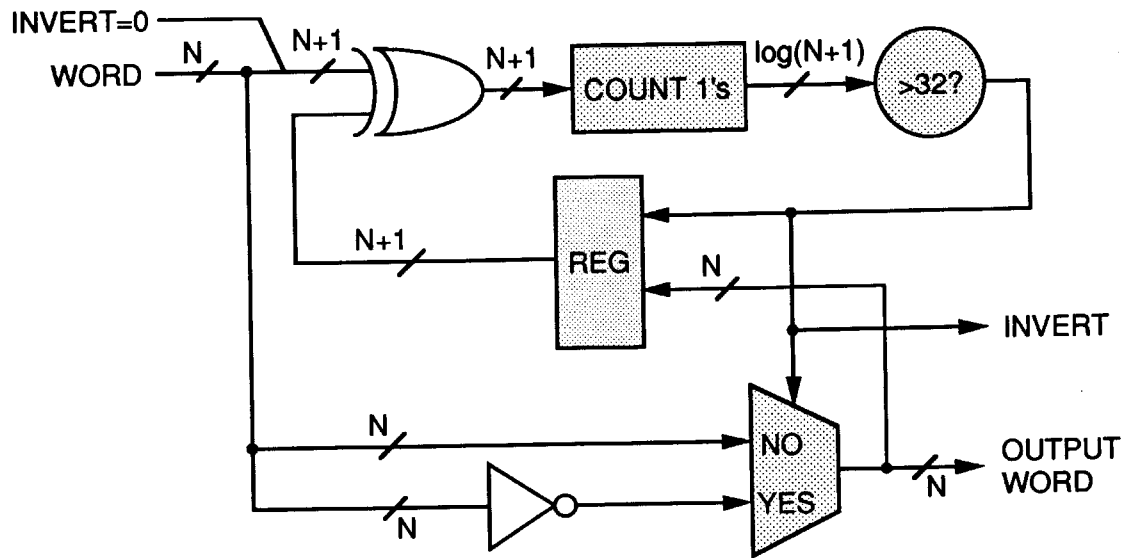 INVERT=0
WORD
N
N+1
N+1
COUNT 1's
log(N+1)
>32?
N+1
REG
N
INVERT
N
NO
YES
N
N
OUTPUT
WORD